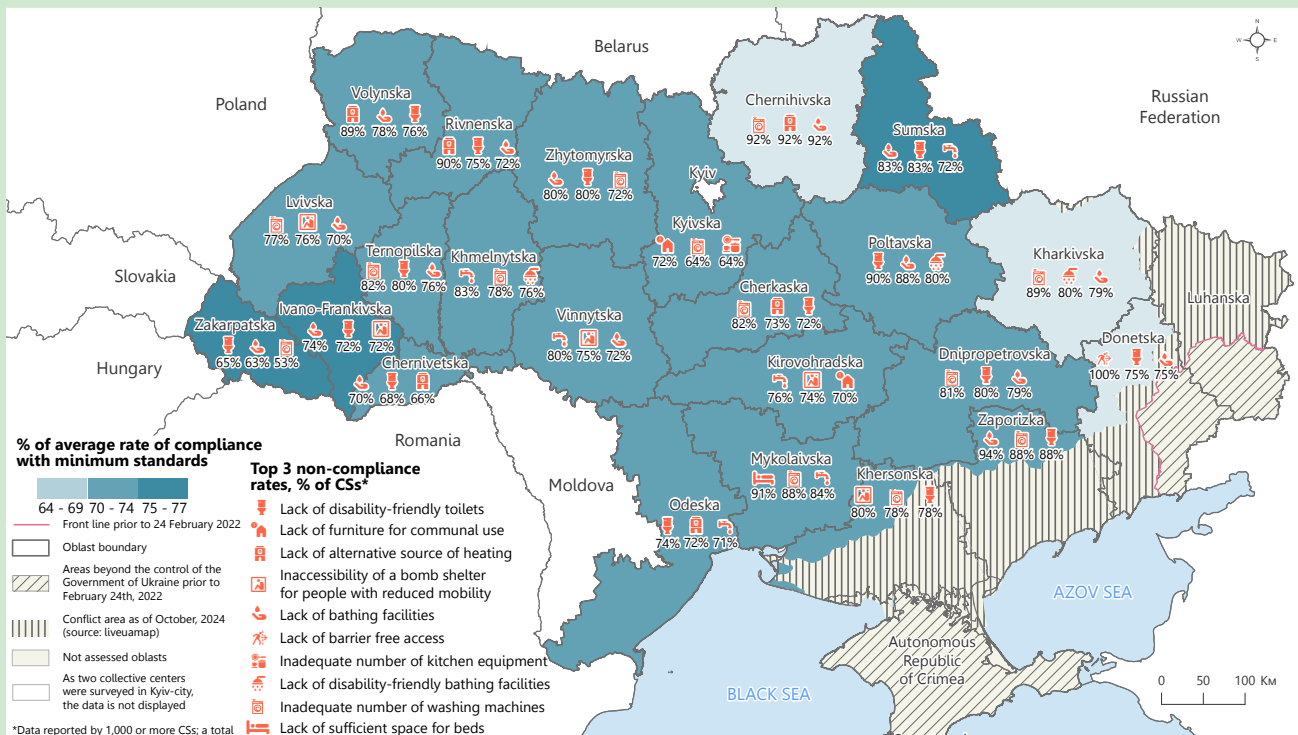 Belarus
Poland
Russian
Federation
Slovakia
Hungary
Romania
Moldova
N
W
E
S
Volynska
89% 78% 76%
Rivnenska
90% 75% 72%
Zhytomyrska
80% 80% 72%
Kyiv
Kyivska
72% 64% 64%
Chernihivska
92% 92% 92%
Sumska
83% 83% 72%
Lvivska
77% 76% 70%
Ternopilska
82% 80% 76%
Khmelnytska
83% 78% 76%
Vinnytska
80% 75% 72%
Cherkaska
82% 73% 72%
Poltavska
90% 88% 80%
Kharkivska
89% 80% 79%
Luhanska
Zakarpatska
65% 63% 53%
Ivano-Frankivska
74% 72% 72%
Chernivetska
70% 68% 66%
Kirovohradska
76% 74% 70%
Dnipropetrovska
81% 80% 79%
Donetska
100% 75% 75%
Zaporizka
94% 88% 88%
Mykolaivska
91% 88% 84%
Khersonska
80% 78% 78%
Odeska
74% 72% 71%
Autonomous
Republic
of Crimea
AZOV SEA
BLACK SEA
0 50 100 Км
% of average rate of compliance
with minimum standards
64 - 69 70 - 74 75 - 77
Front line prior to 24 February 2022
Oblast boundary
Areas beyond the control of the
Government of Ukraine prior to
February 24th, 2022
Conflict area as of October, 2024
(source: liveuamap)
Not assessed oblasts
As two collective centers
were surveyed in Kyiv-city,
the data is not displayed
*Data reported by 1,000 or more CSs; a total
Top 3 non-compliance
rates, % of CSs*
Lack of disability-friendly toilets
Lack of furniture for communal use
Lack of alternative source of heating
Inaccessibility of a bomb shelter
for people with reduced mobility
Lack of bathing facilities
Lack of barrier free access
Inadequate number of kitchen equipment
Lack of disability-friendly bathing facilities
Inadequate number of washing machines
Lack of sufficient space for beds